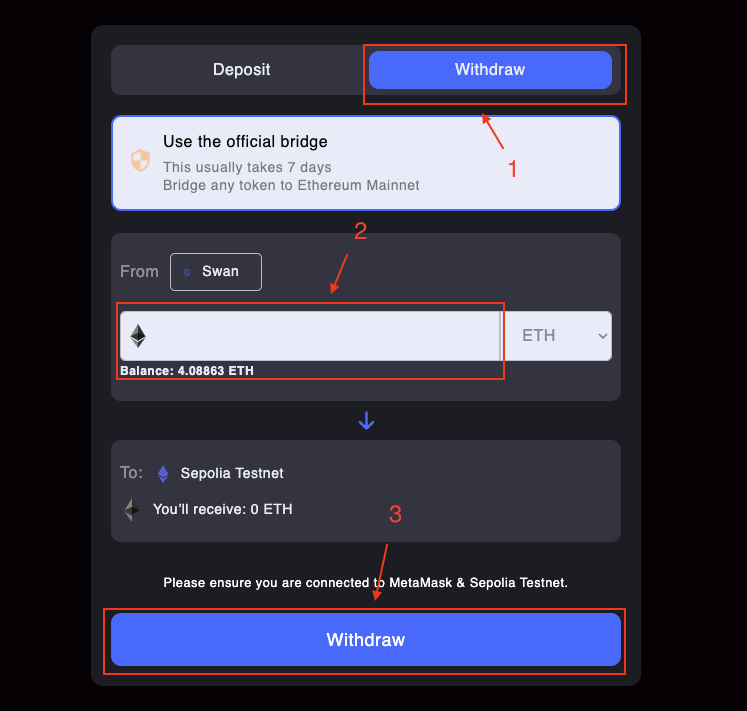 Deposit
Withdraw
1
Use the official bridge
This usually takes 7 days
Bridge any token to Ethereum Mainnet
2
From
Swan
ETH
Balance: 4.08863 ETH
To:
Sepolia Testnet
You'll receive: 0 ETH
3
Please ensure you are connected to MetaMask & Sepolia Testnet.
Withdraw